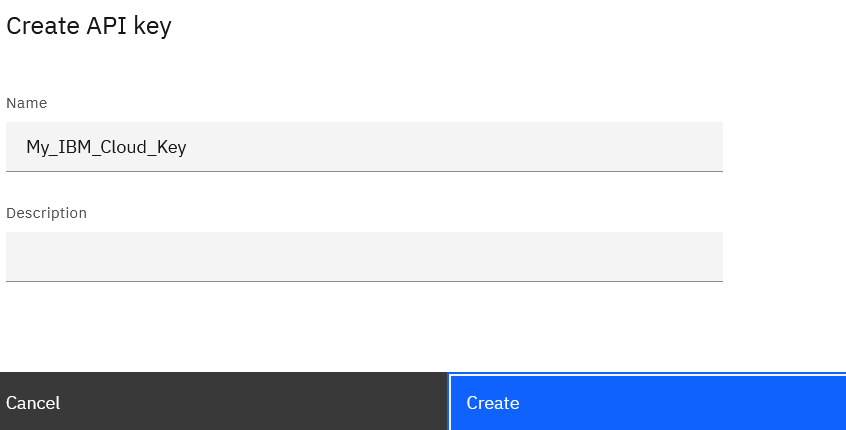 Create API key
Name
My_IBM_Cloud_Key
Description
Cancel
Create